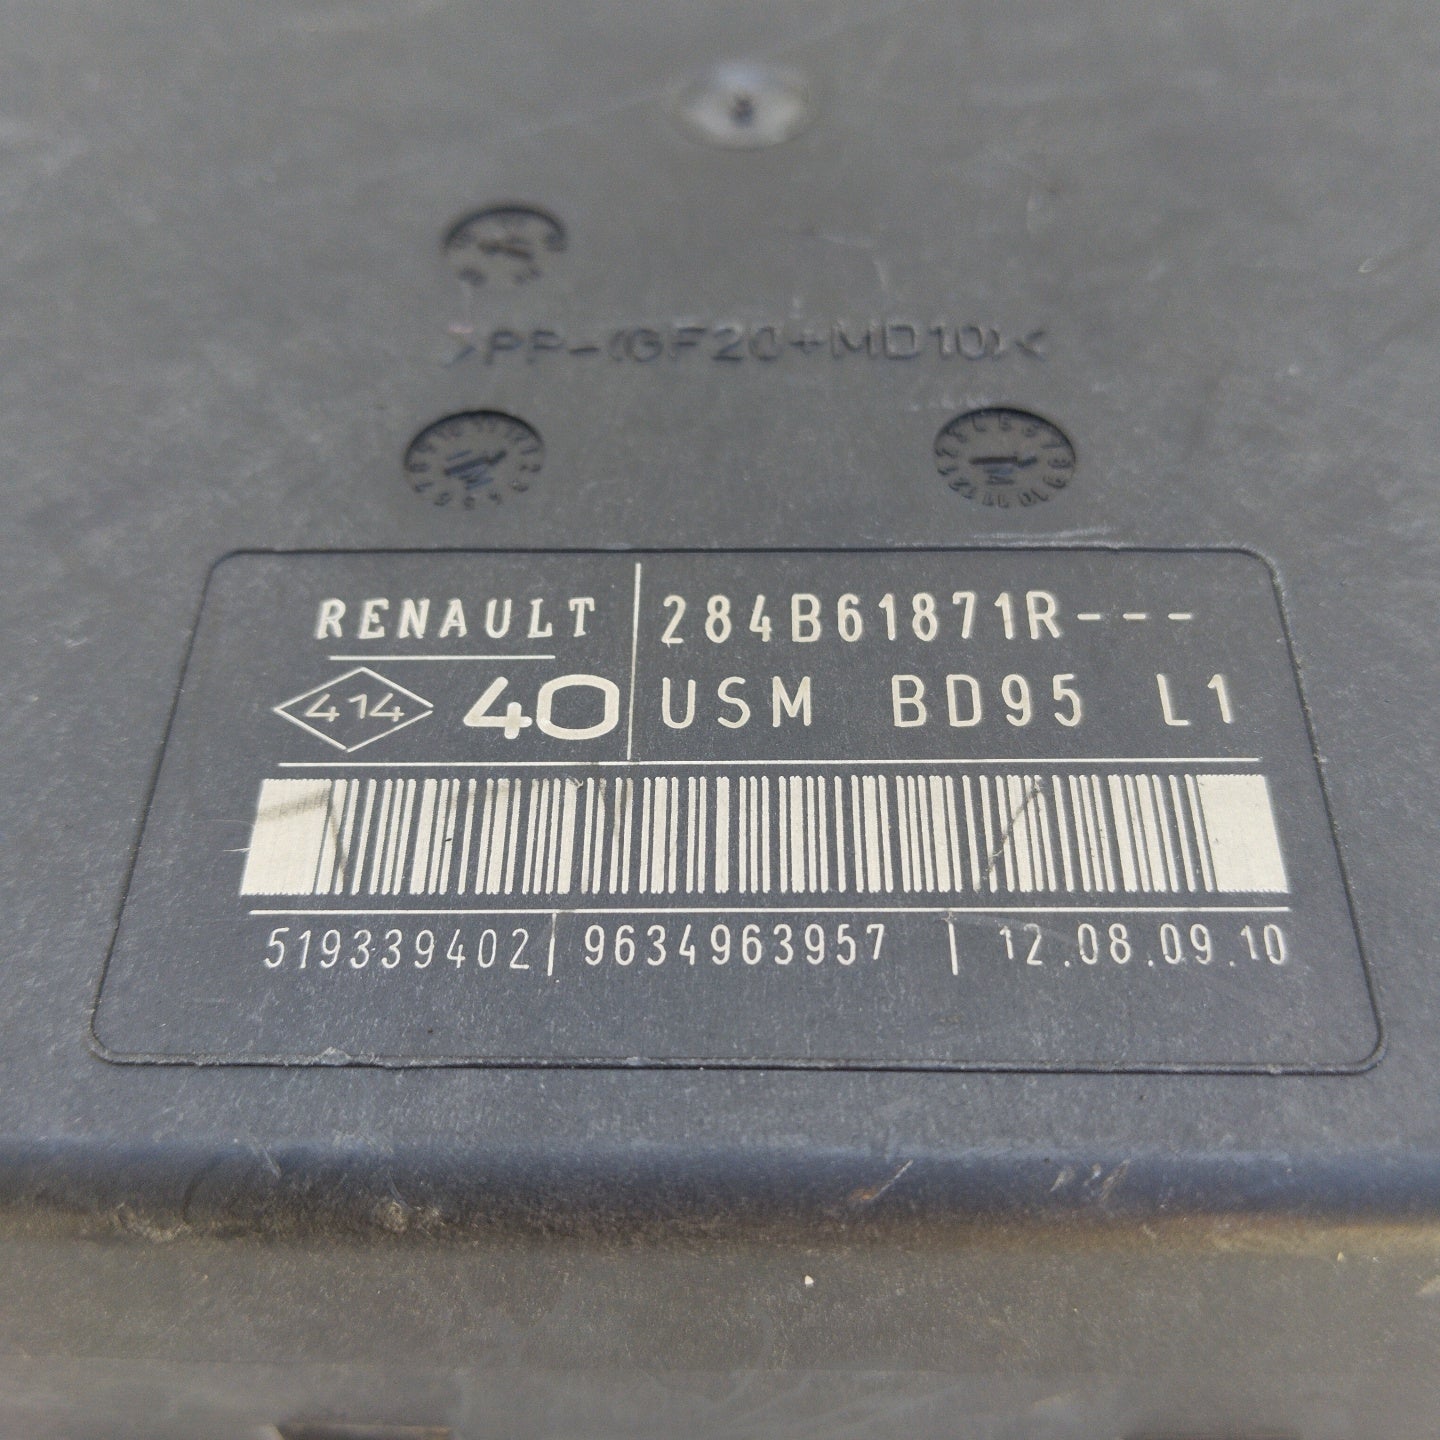 >PP-(GF20+MD10)<
RENAULT 284B61871R---
414 40 USM BD95 L1
519339402 | 9634963957 | 12.08.09.10